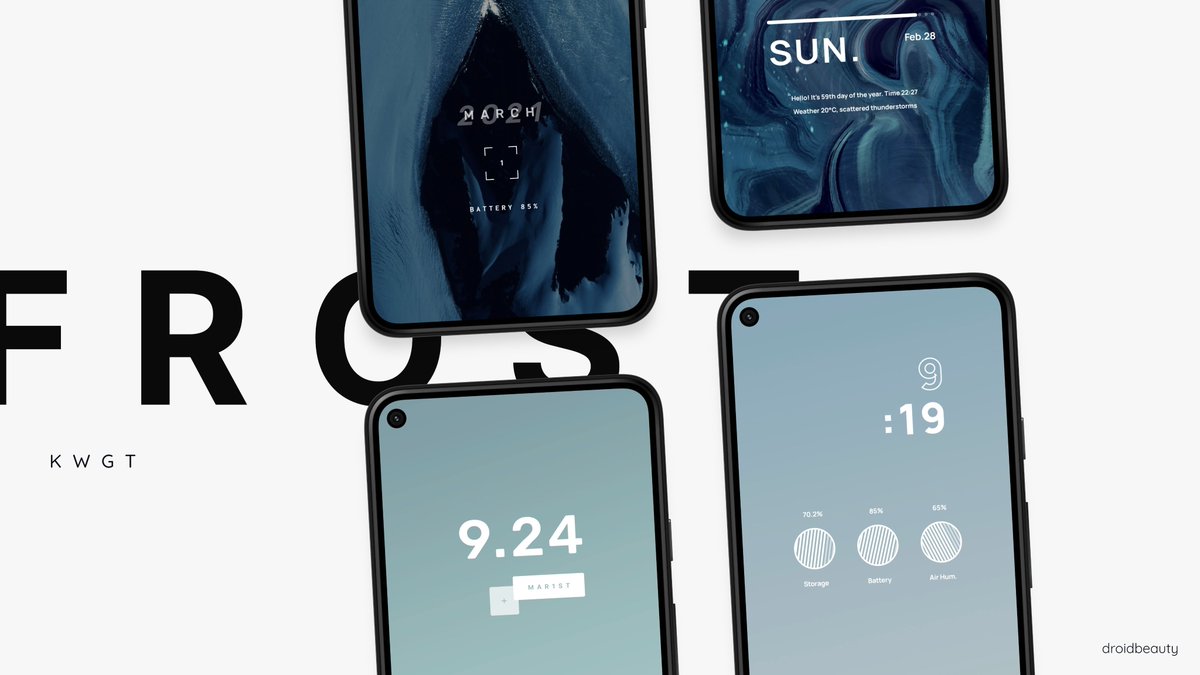 2021
MARCH
1
BATTERY 85%
SUN.
Feb.28
Hello! It's 59th day of the year. Time 22:27
Weather 20°C, scattered thunderstorms
FROST
KWGT
9.24
MAR1ST
+
9
:19
70.2%
85%
65%
Storage
Battery
Air Hum.
droidbeauty